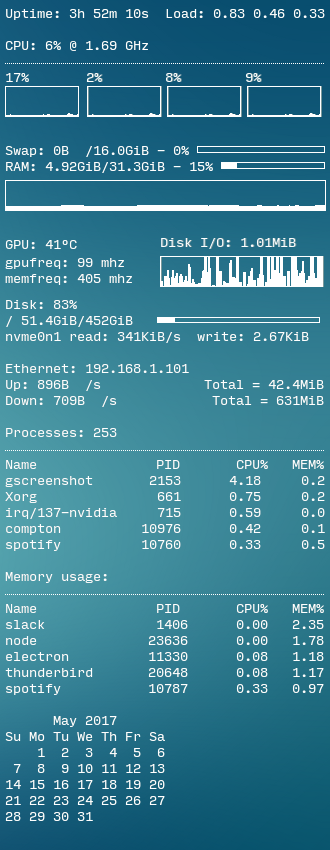 Uptime: 3h 52m 10s  Load: 0.83 0.46 0.33
CPU: 6% @ 1.69 GHz
17% 2% 8% 9%
Swap: 0B  /16.0GiB - 0%
RAM: 4.92GiB/31.3GiB - 15%
GPU: 41°C Disk I/O: 1.01MiB
gpufreq: 99 mhz
memfreq: 405 mhz
Disk: 83%
/ 51.4GiB/452GiB
nvme0n1 read: 341KiB/s  write: 2.67KiB
Ethernet: 192.168.1.101
Up: 896B  /s Total = 42.4MiB
Down: 709B  /s Total = 631MiB
Processes: 253
Name PID CPU% MEM%
gscreenshot 2153 4.18 0.2
Xorg 661 0.75 0.2
irq/137-nvidia 715 0.59 0.0
compton 10976 0.42 0.1
spotify 10760 0.33 0.5
Memory usage:
Name PID CPU% MEM%
slack 1406 0.00 2.35
node 23636 0.00 1.78
electron 11330 0.08 1.18
thunderbird 20648 0.08 1.17
spotify 10787 0.33 0.97
May 2017
Su Mo Tu We Th Fr Sa
1 2 3 4 5 6
7 8 9 10 11 12 13
14 15 16 17 18 19 20
21 22 23 24 25 26 27
28 29 30 31